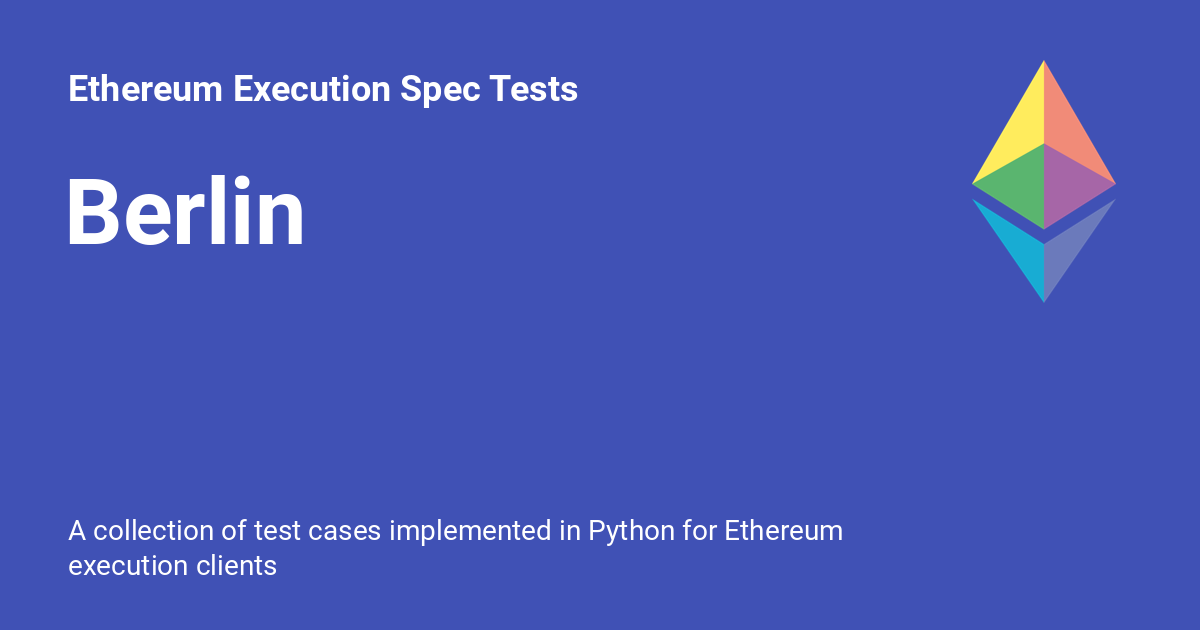 Ethereum Execution Spec Tests
Berlin
A collection of test cases implemented in Python for Ethereum
execution clients